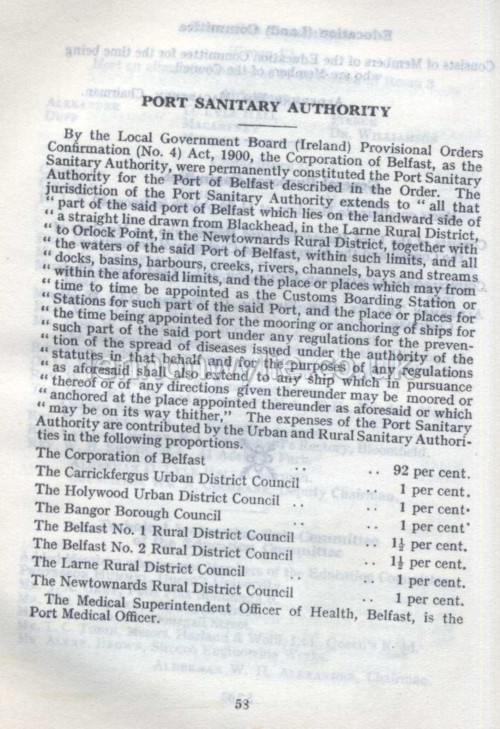 PORT SANITARY AUTHORITY
By the Local Government Board (Ireland) Provisional Orders
Confirmation (No. 4) Act, 1900, the Corporation of Belfast, as the
Sanitary Authority, were permanently constituted the Port Sanitary
Authority for the Port of Belfast described in the Order. The
jurisdiction of the Port Sanitary Authority extends to " all that
" part of the said port of Belfast which lies on the landward side of
" a straight line drawn from Blackhead, in the Larne Rural District,
" to Orlock Point, in the Newtownards Rural District, together with
" the waters of the said Port of Belfast, within such limits, and all
" docks, basins, harbours, creeks, rivers, channels, bays and streams
" within the aforesaid limits, and the place or places which may from
" time to time be appointed as the Customs Boarding Station or
" Stations for such part of the said Port, and the place or places for
" the time being appointed for the mooring or anchoring of ships for
" such part of the said port under any regulations for the preven-
" tion of the spread of diseases issued under the authority of the
" statutes in that behalf and for the purposes of any regulations
" as aforesaid shall also extend to any ship which in pursuance
" thereof or of any directions given thereunder may be moored or
" anchored at the place appointed thereunder as aforesaid or which
" may be on its way thither," The expenses of the Port Sanitary
Authority are contributed by the Urban and Rural Sanitary Authori-
ties in the following proportions.
The Corporation of Belfast .. .. 92 per cent.
The Carrickfergus Urban District Council .. 1 per cent.
The Holywood Urban District Council .. .. 1 per cent.
The Bangor Borough Council .. .. 1 per cent'
The Belfast No. 1 Rural District Council .. 1½ per cent.
The Belfast No. 2 Rural District Council .. 1½ per cent.
The Larne Rural District Council .. .. 1 per cent.
The Newtownards Rural District Council .. 1 per cent.
The Medical Superintendent Officer of Health, Belfast, is the
Port Medical Officer.
53